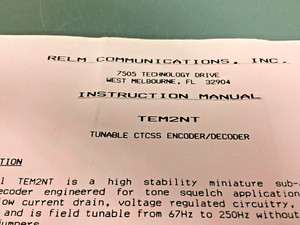 RELM COMMUNICATIONS, INC.
7505 TECHNOLOGY DRIVE
WEST MELBOURNE, FL 32904
INSTRUCTION MANUAL
TEM2NT
TUNABLE CTCSS ENCODER/DECODER
TION
l TEM2NT is a high stability miniature sub-a
ecoder engineered for tone squelch application
ow current drain, voltage regulated circuitry,
and is field tunable from 67Hz to 250Hz without
umpers.